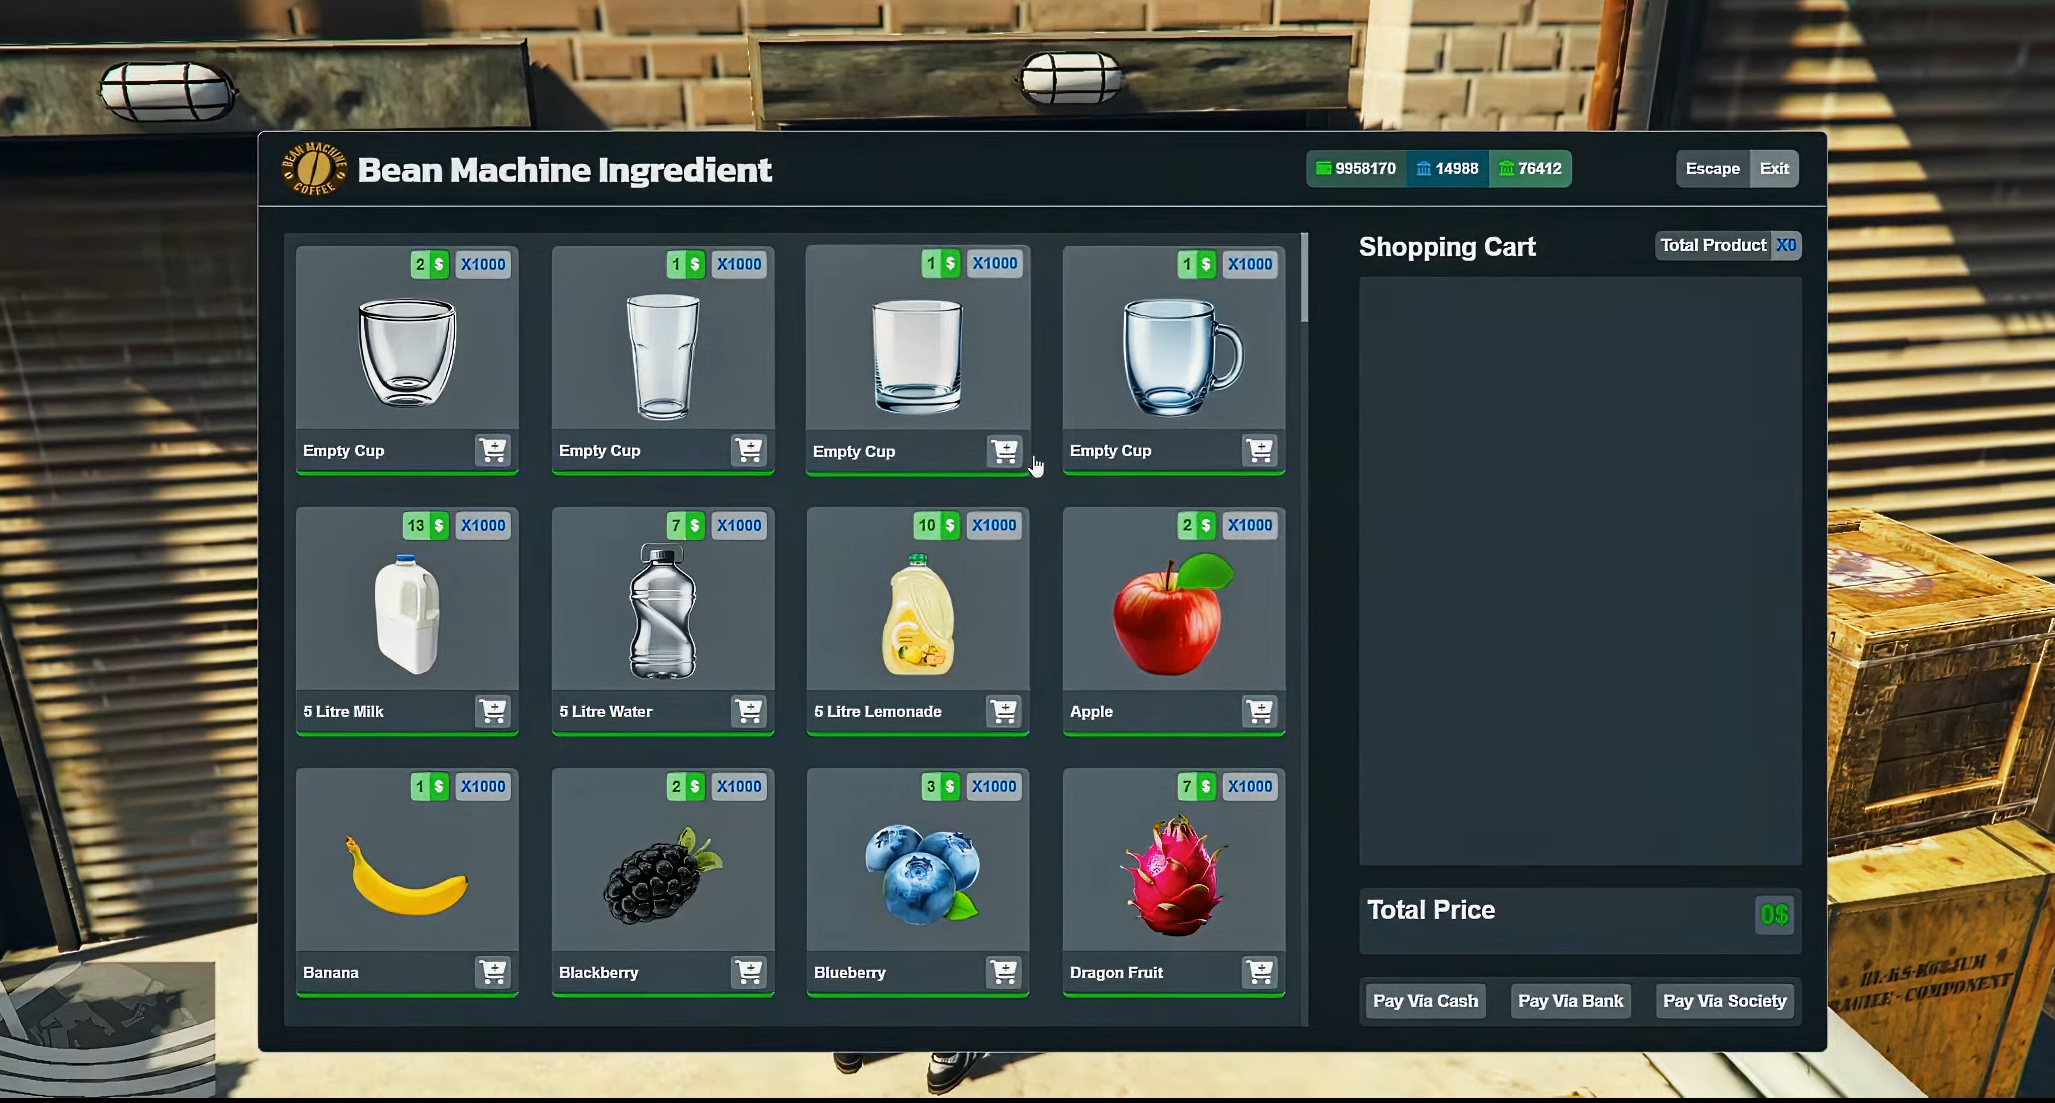 BEAN MACHINE
COFFEE
Bean Machine Ingredient
9958170 14988 76412
Escape Exit
Shopping Cart
Total Product X0
2 $ X1000
1 $ X1000
1 $ X1000
1 $ X1000
Empty Cup
Empty Cup
Empty Cup
Empty Cup
13 $ X1000
7 $ X1000
10 $ X1000
2 $ X1000
5 Litre Milk
5 Litre Water
5 Litre Lemonade
Apple
1 $ X1000
2 $ X1000
3 $ X1000
7 $ X1000
Banana
Blackberry
Blueberry
Dragon Fruit
Total Price
0$
Pay Via Cash
Pay Via Bank
Pay Via Society